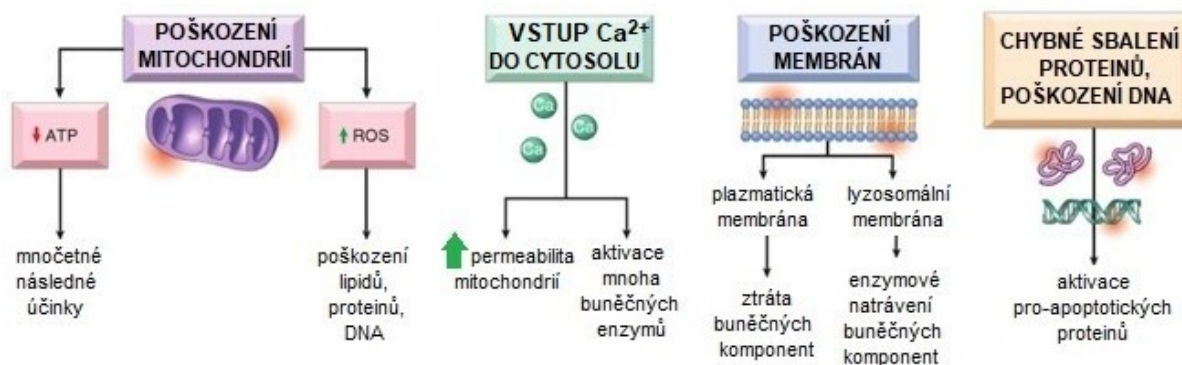 POŠKOZENÍ
MITOCHONDRIÍ
ATP
ROS
mnočetné
následné
účinky
poškození
lipidů,
proteinů,
DNA
VSTUP Ca²⁺
DO CYTOSOLU
Ca
Ca
Ca
permeabilita
mitochondrií
aktivace
mnoha
buněčných
enzymů
POŠKOZENÍ
MEMBRÁN
plazmatická
membrána
lyzosomální
membrána
ztráta
buněčných
komponent
enzymové
natrávení
buněčných
komponent
CHYBNÉ SBALENÍ
PROTEINŮ,
POŠKOZENÍ DNA
aktivace
pro-apoptotických
proteinů